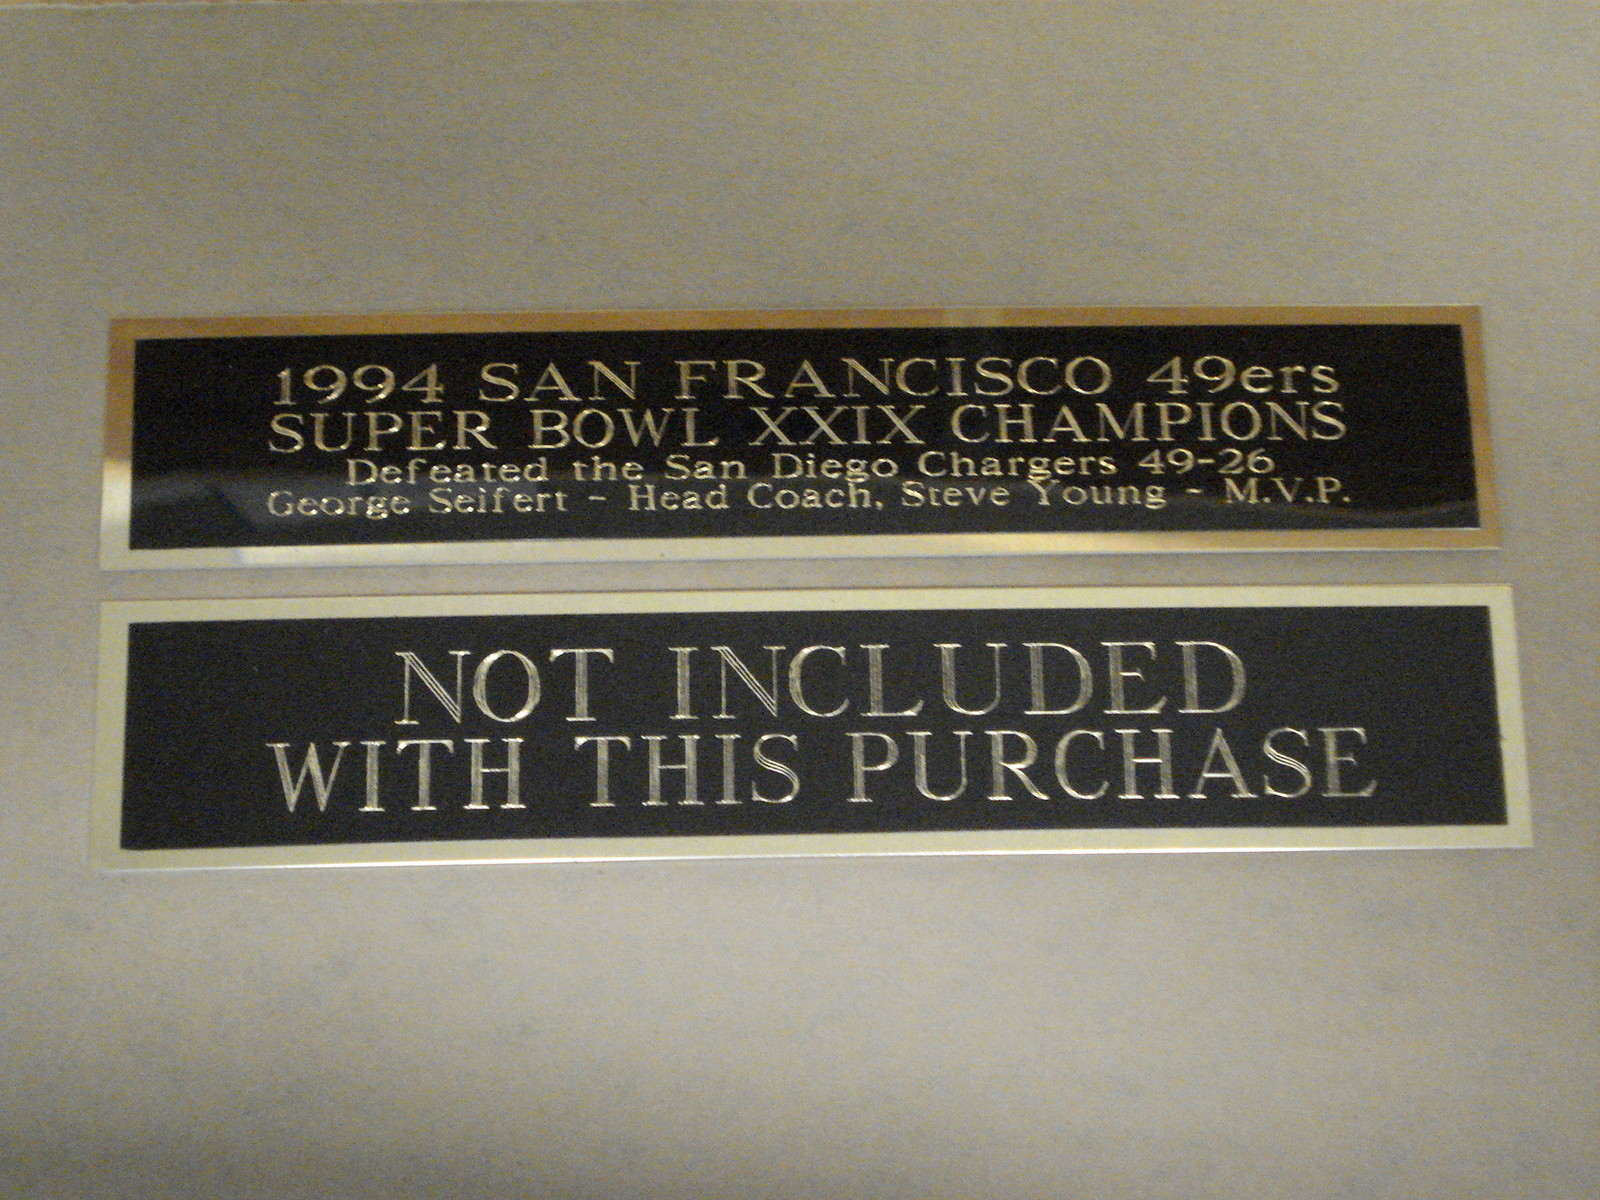 1994 SAN FRANCISCO 49ers
SUPER BOWL XXIX CHAMPIONS
Defeated the San Diego Chargers 49-26
George Seifert - Head Coach, Steve Young - M.V.P.
NOT INCLUDED
WITH THIS PURCHASE